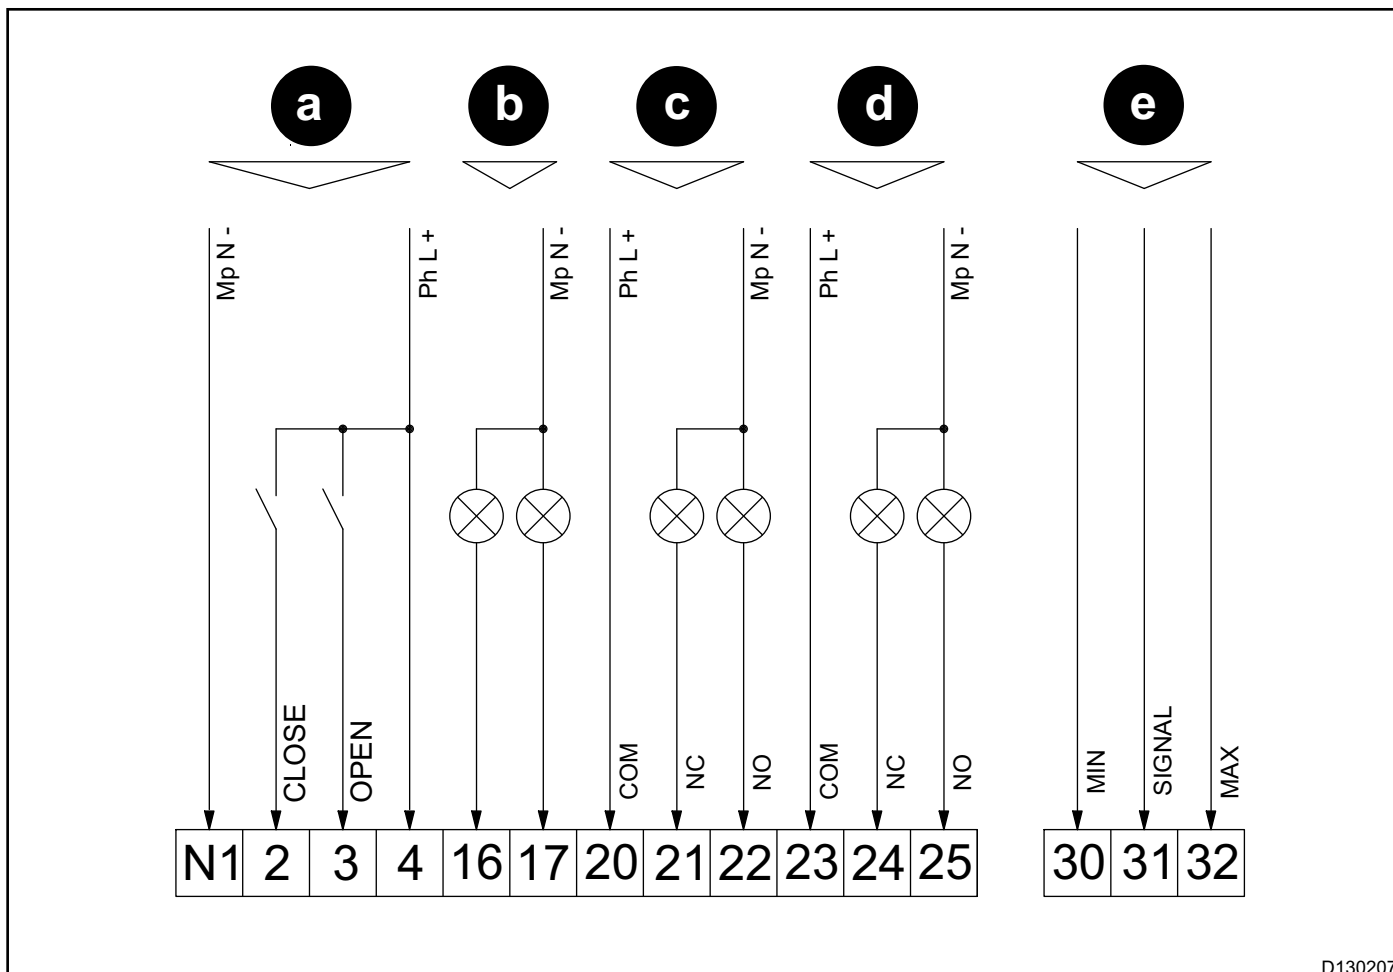 a b c d e
Mp N - Ph L + Mp N - Ph L + Mp N - Ph L + Mp N -
CLOSE OPEN COM NC NO COM NC NO MIN SIGNAL MAX
N1 2 3 4 16 17 20 21 22 23 24 25 30 31 32
D130207